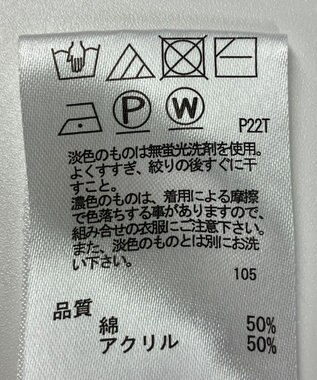 P W P22T
淡色のものは無蛍光洗剤を使用。
よくすすぎ、絞りの後すぐに干
すこと。
濃色のものは、着用による摩擦
で色落ちする事がありますので、
組み合せの衣服にご注意下さい。
また、淡色のものとは別にお洗
い下さい。
105
品質
綿 50%
アクリル 50%